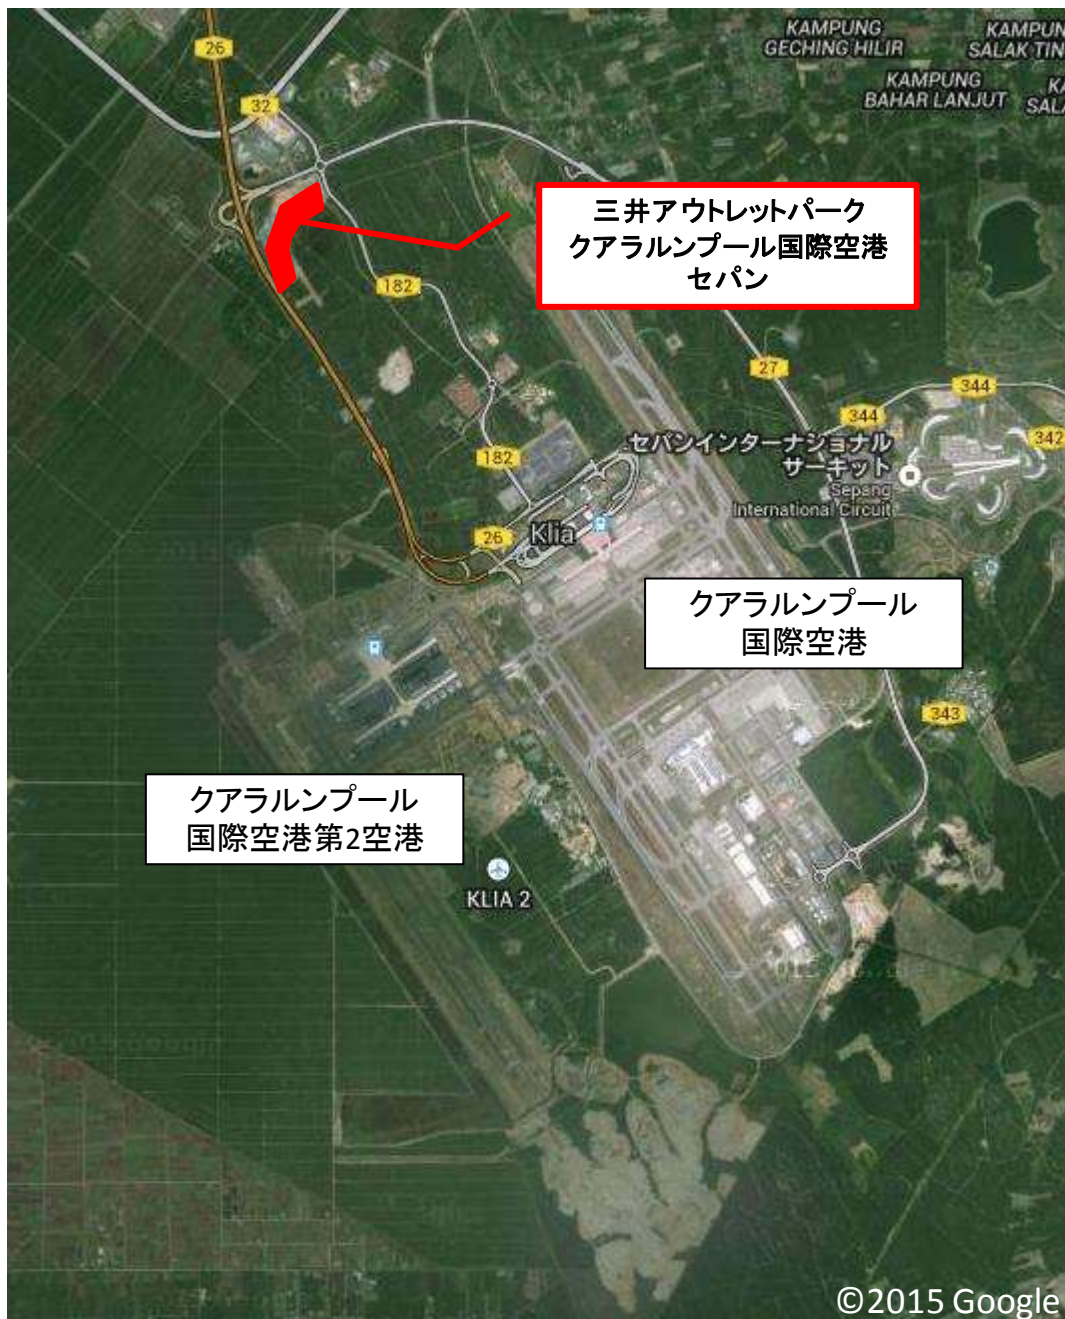 KAMPUNG
GECHING HILIR
KAMPUN
SALAK TIN
KAMPUNG
BAHAR LANJUT
KA
SALA
26
32
三井アウトレットパーク
クアラルンプール国際空港
セパン
182
27
344
344
342
セパンインターナショナル
サーキット
Sepang
International Circuit
182
26
Klia
クアラルンプール
国際空港
343
クアラルンプール
国際空港第2空港
KLIA 2
©2015 Google